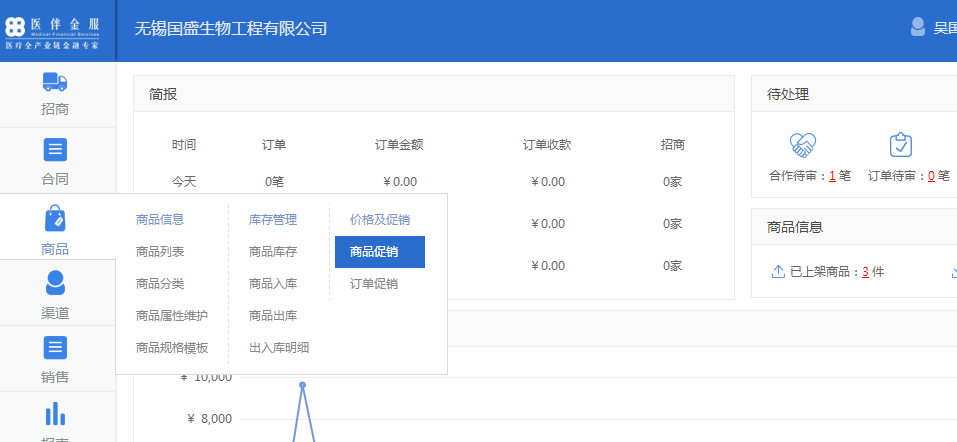 医伴金服
Medical Financial Services
医疗全产业链金融专家
无锡国盛生物工程有限公司
招商
合同
商品
渠道
销售
简报
时间 订单 订单金额 订单收款 招商
今天 0笔 ￥0.00 ￥0.00 0家
￥0.00 0家
￥0.00 0家
商品信息 库存管理 价格及促销
商品列表 商品库存 商品促销
商品分类 商品入库 订单促销
商品属性维护 商品出库
商品规格模板 出入库明细
待处理
合作待审：1 笔 订单待审：0 笔
商品信息
已上架商品：3 件
￥ 10,000
￥ 8,000